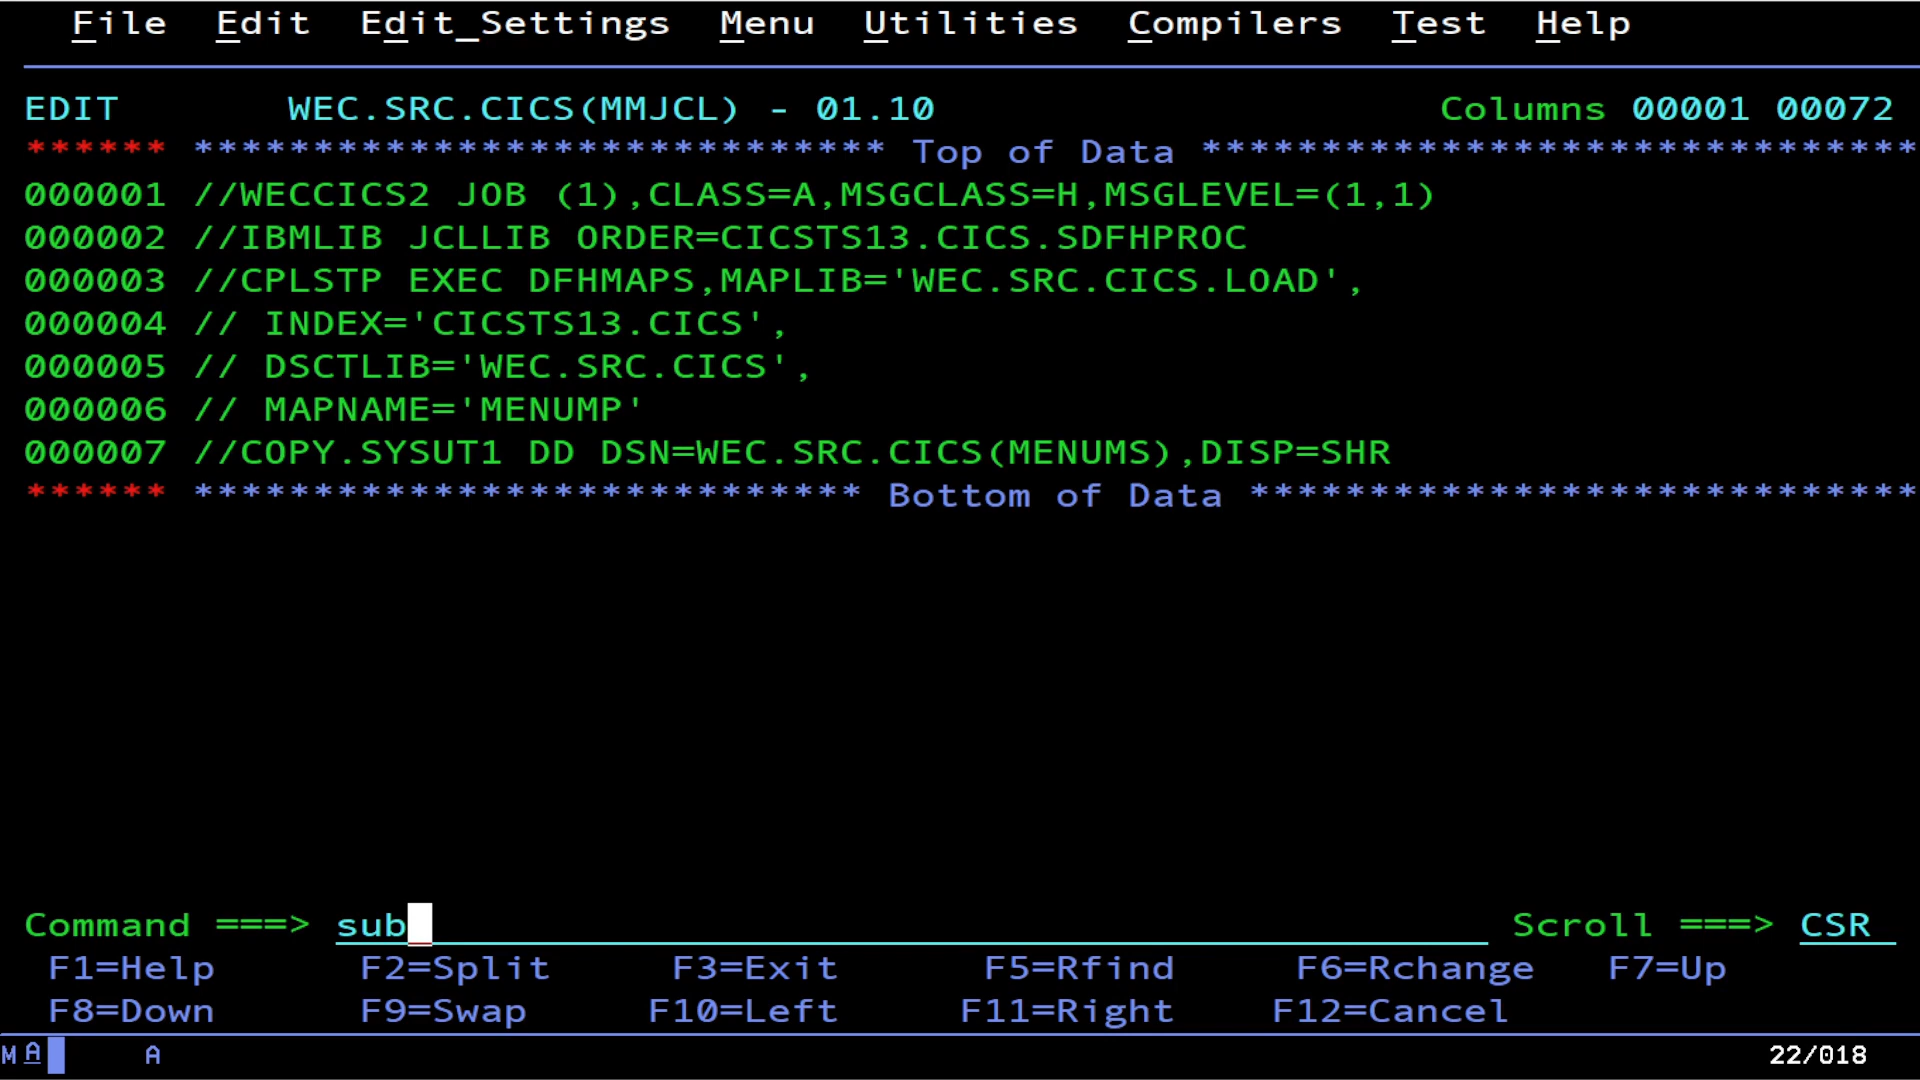 File Edit Edit_Settings Menu Utilities Compilers Test Help
EDIT WEC.SRC.CICS(MMJCL) - 01.10 Columns 00001 00072
****** ***************************** Top of Data ******************************
000001 //WECCICS2 JOB (1),CLASS=A,MSGCLASS=H,MSGLEVEL=(1,1)
000002 //IBMLIB JCLLIB ORDER=CICSTS13.CICS.SDFHPROC
000003 //CPLSTP EXEC DFHMAPS,MAPLIB='WEC.SRC.CICS.LOAD',
000004 // INDEX='CICSTS13.CICS',
000005 // DSCTLIB='WEC.SRC.CICS',
000006 // MAPNAME='MENUMP'
000007 //COPY.SYSUT1 DD DSN=WEC.SRC.CICS(MENUMS),DISP=SHR
****** **************************** Bottom of Data ****************************
Command ===> sub Scroll ===> CSR
F1=Help F2=Split F3=Exit F5=Rfind F6=Rchange F7=Up
F8=Down F9=Swap F10=Left F11=Right F12=Cancel
MA A 22/018